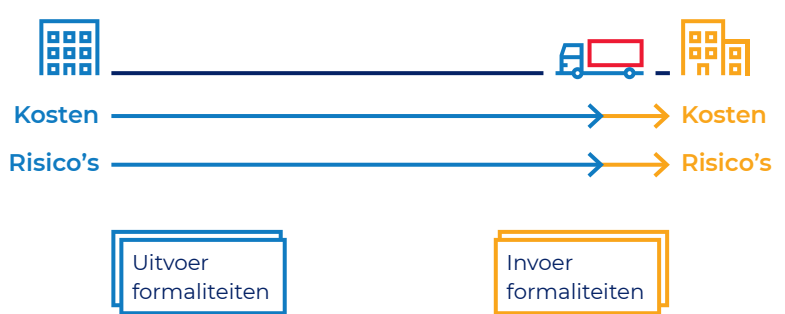 Kosten
Kosten
Risico’s
Risico’s
Uitvoer
formaliteiten
Invoer
formaliteiten